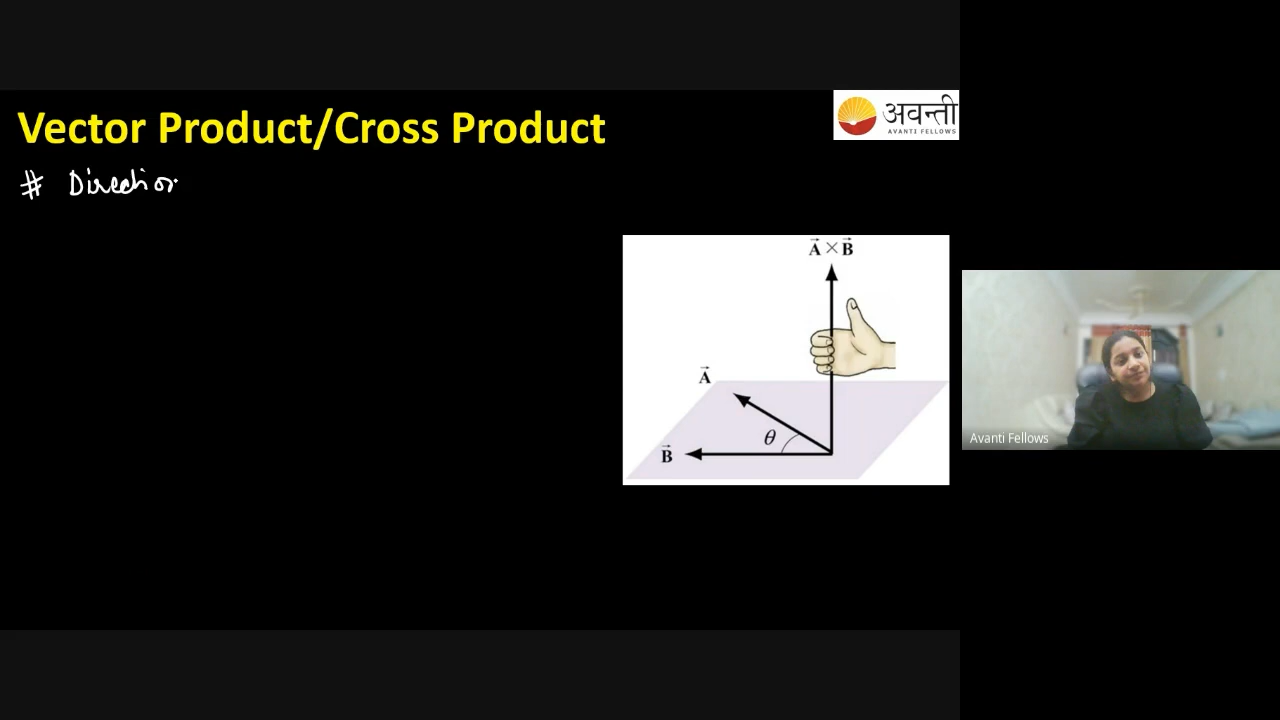 Vector Product/Cross Product
अवन्ती
AVANTI FELLOWS
# Direction
A⃗ × B⃗
A⃗
θ
B⃗
Avanti Fellows